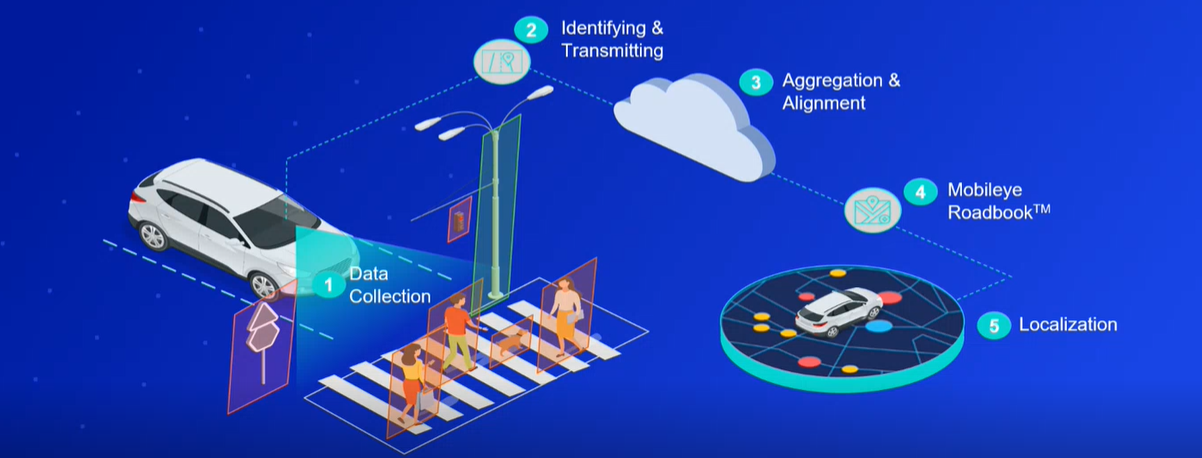 1
Data
Collection
2
Identifying &
Transmitting
3
Aggregation &
Alignment
4
Mobileye
Roadbook™
5
Localization